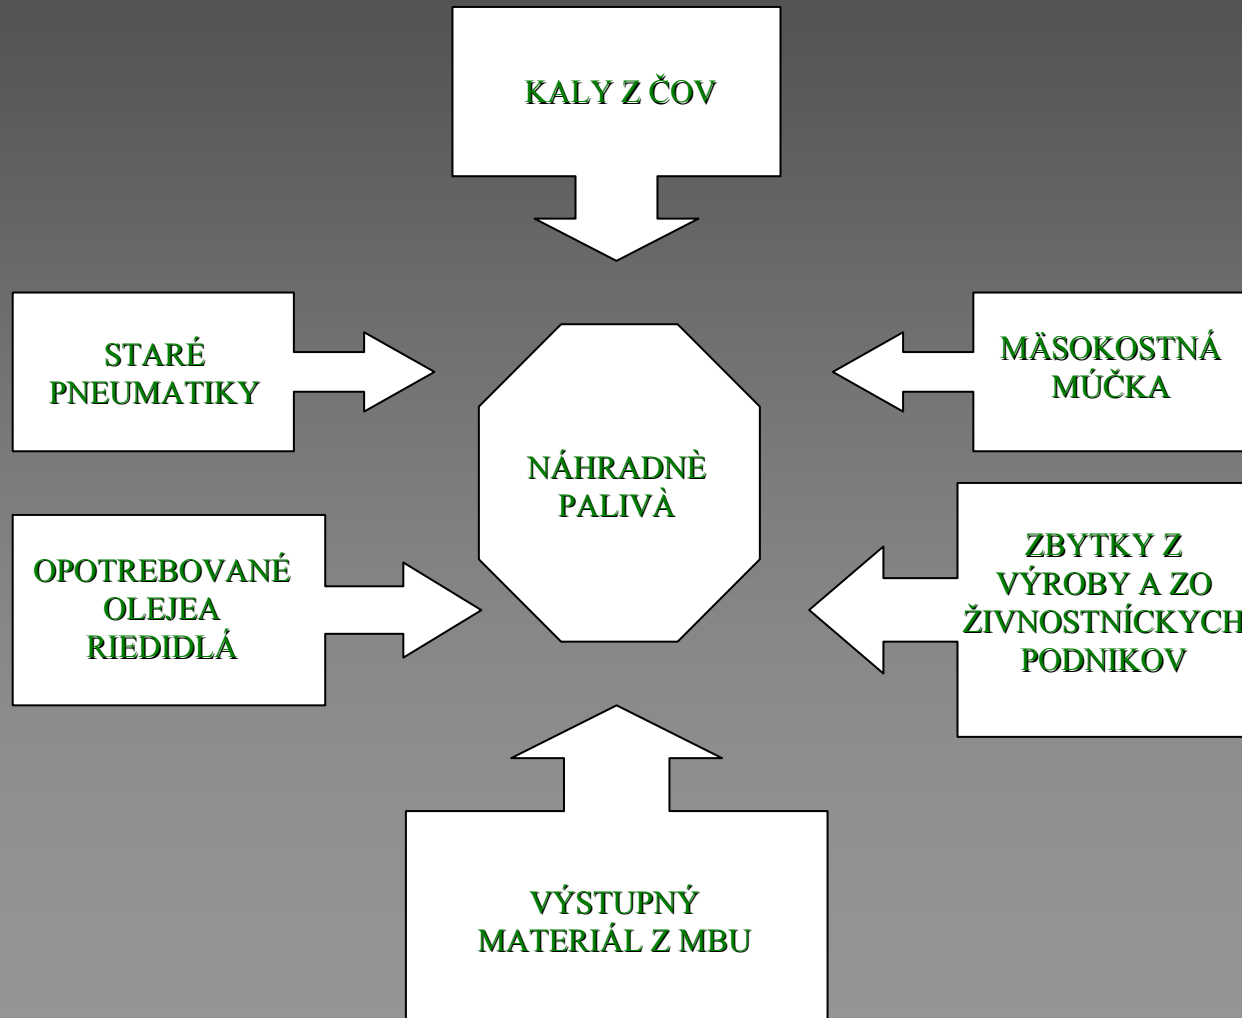 KALY Z ČOV
STARÉ
PNEUMATIKY
MÄSOKOSTNÁ
MÚČKA
NÁHRADNÈ
PALIVÀ
OPOTREBOVANÉ
OLEJEA
RIEDIDLÁ
ZBYTKY Z
VÝROBY A ZO
ŽIVNOSTNÍCKYCH
PODNIKOV
VÝSTUPNÝ
MATERIÁL Z MBU